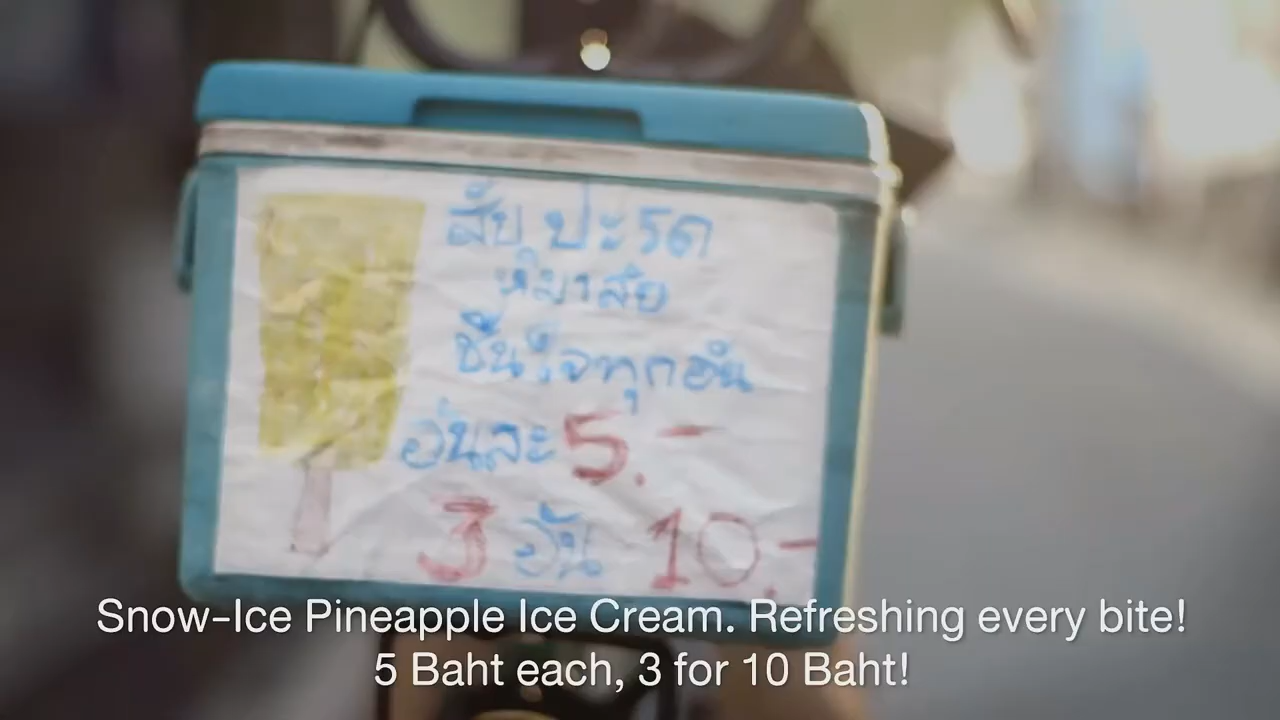 สับปะรด
หิมาลัย
ชื่นใจทุกอัน
อันละ 5.-
3 อัน 10.-
Snow-Ice Pineapple Ice Cream. Refreshing every bite!
5 Baht each, 3 for 10 Baht!